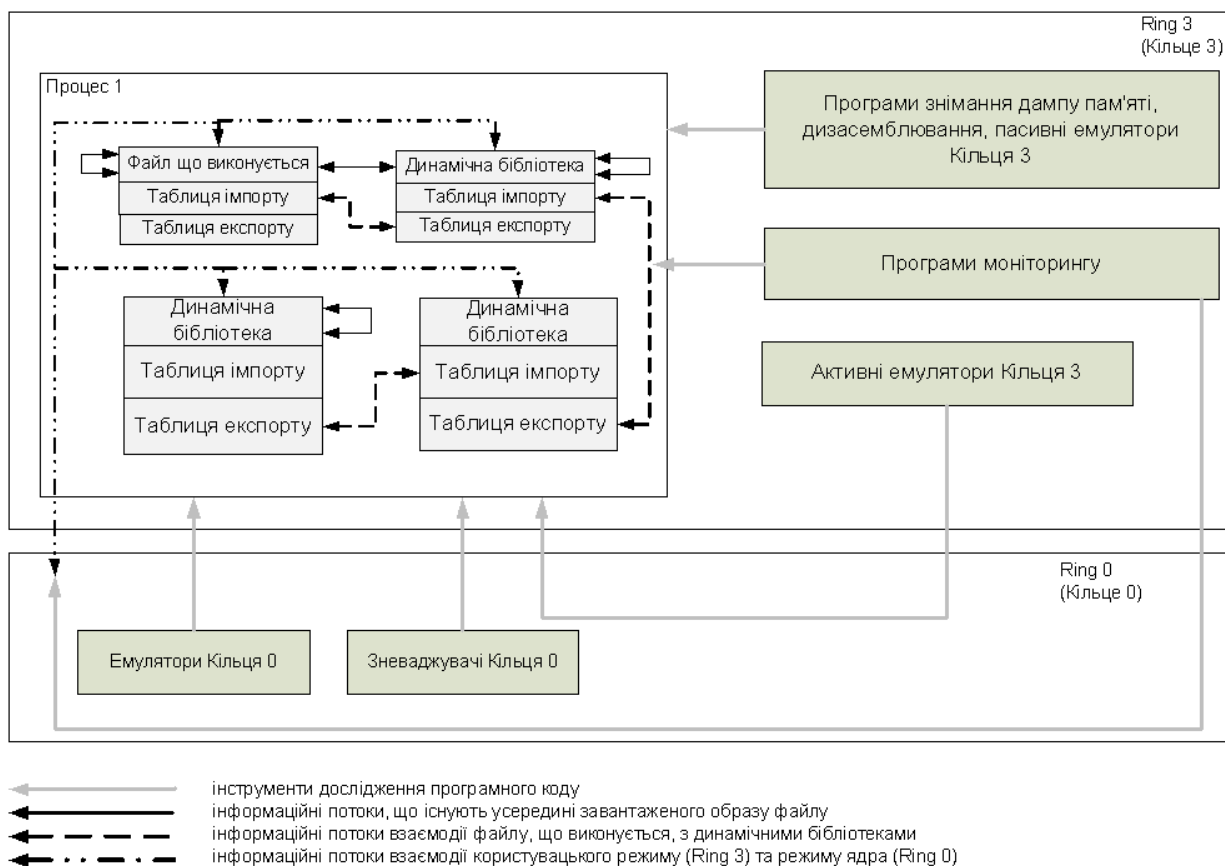 Ring 3
(Кільце 3)
Процес 1
Програми знімання дампу пам'яті,
дизасемблювання, пасивні емулятори
Кільця 3
Файл що виконується
Таблиця імпорту
Таблиця експорту
Динамічна бібліотека
Таблиця імпорту
Таблиця експорту
Програми моніторингу
Динамічна
бібліотека
Таблиця імпорту
Таблиця експорту
Динамічна
бібліотека
Таблиця імпорту
Таблиця експорту
Активні емулятори Кільця 3
Ring 0
(Кільце 0)
Емулятори Кільця 0
Зневаджувачі Кільця 0
інструменти дослідження програмного коду
інформаційні потоки, що існують усередині завантаженого образу файлу
інформаційні потоки взаємодії файлу, що виконується, з динамічними бібліотеками
інформаційні потоки взаємодії користувацького режиму (Ring 3) та режиму ядра (Ring 0)